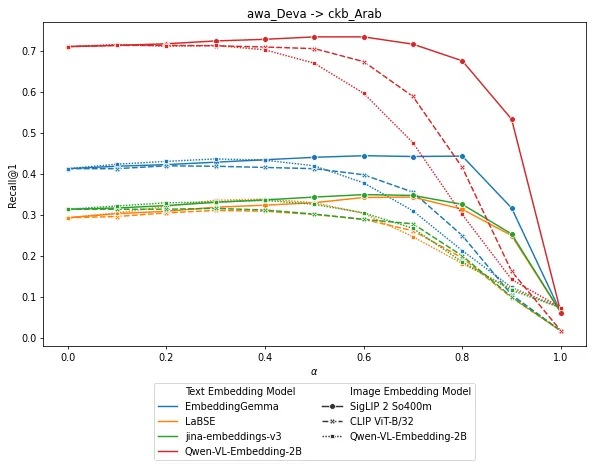 awa_Deva -> ckb_Arab
Recall@1
0.7
0.6
0.5
0.4
0.3
0.2
0.1
0.0
0.0 0.2 0.4 0.6 0.8 1.0
α
Text Embedding Model Image Embedding Model
EmbeddingGemma SigLIP 2 So400m
LaBSE CLIP ViT-B/32
jina-embeddings-v3 Qwen-VL-Embedding-2B
Qwen-VL-Embedding-2B